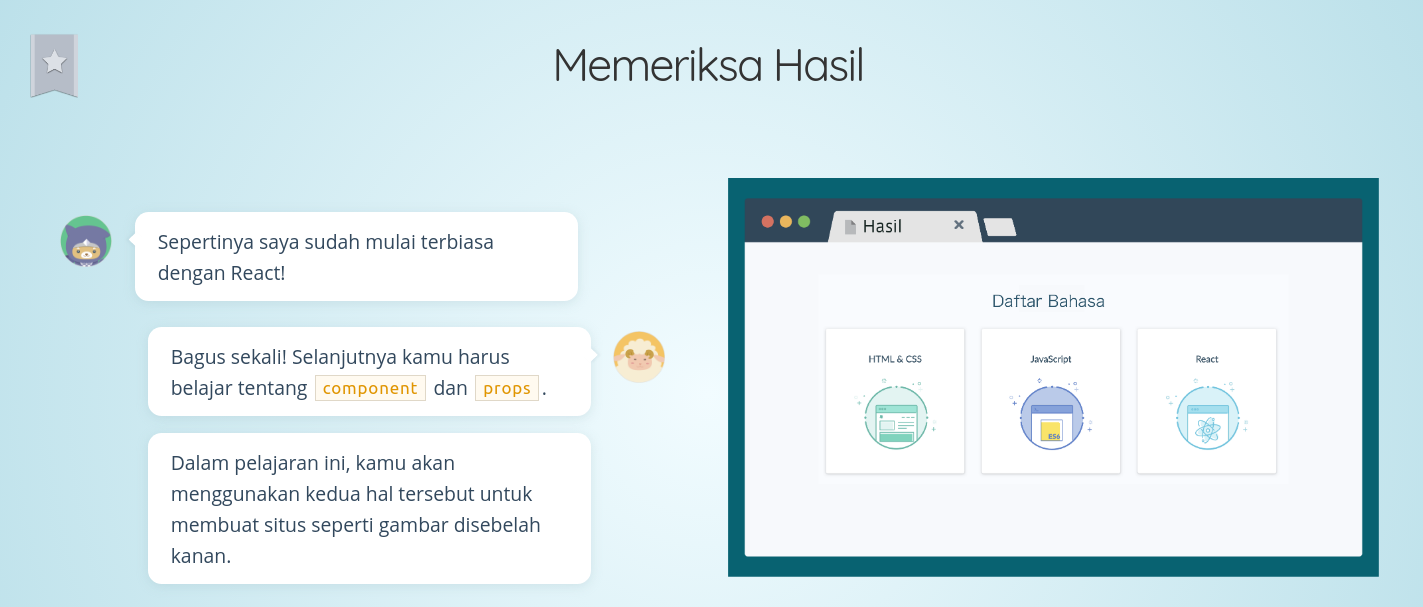 Memeriksa Hasil
Sepertinya saya sudah mulai terbiasa
dengan React!
Bagus sekali! Selanjutnya kamu harus
belajar tentang component dan props.
Dalam pelajaran ini, kamu akan
menggunakan kedua hal tersebut untuk
membuat situs seperti gambar disebelah
kanan.
Hasil
Daftar Bahasa
HTML & CSS
JavaScript
React
ES6